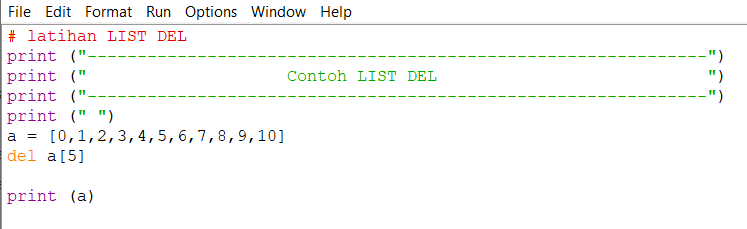 File Edit Format Run Options Window Help
# latihan LIST DEL
print ("--------------------------------------------------------------")
print ("                    Contoh LIST DEL                           ")
print ("--------------------------------------------------------------")
print (" ")
a = [0,1,2,3,4,5,6,7,8,9,10]
del a[5]
print (a)